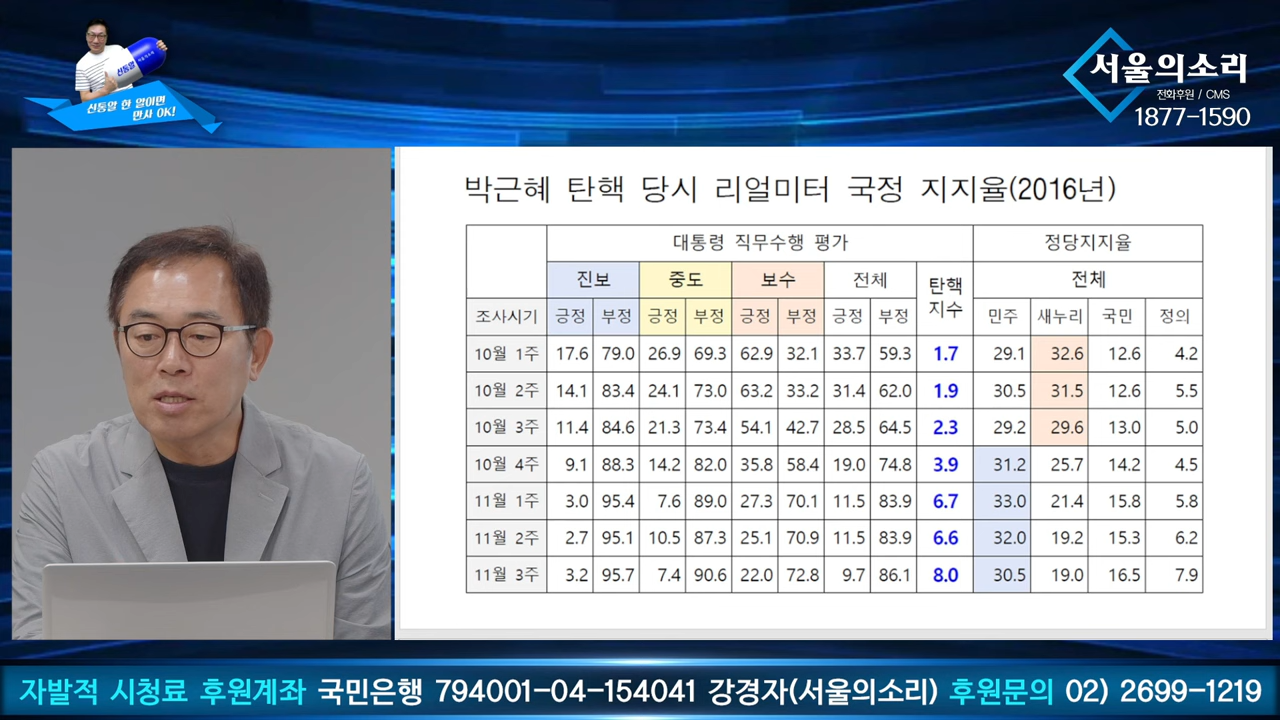 신통알
신통알 한 알이면
만사 OK!
서울의소리
전화후원 / CMS
1877-1590
박근혜 탄핵 당시 리얼미터 국정 지지율(2016년)
대통령 직무수행 평가 정당지지율
진보 중도 보수 전체 탄핵 지수 전체
조사시기 긍정 부정 긍정 부정 긍정 부정 긍정 부정 민주 새누리 국민 정의
10월 1주 17.6 79.0 26.9 69.3 62.9 32.1 33.7 59.3 1.7 29.1 32.6 12.6 4.2
10월 2주 14.1 83.4 24.1 73.0 63.2 33.2 31.4 62.0 1.9 30.5 31.5 12.6 5.5
10월 3주 11.4 84.6 21.3 73.4 54.1 42.7 28.5 64.5 2.3 29.2 29.6 13.0 5.0
10월 4주 9.1 88.3 14.2 82.0 35.8 58.4 19.0 74.8 3.9 31.2 25.7 14.2 4.5
11월 1주 3.0 95.4 7.6 89.0 27.3 70.1 11.5 83.9 6.7 33.0 21.4 15.8 5.8
11월 2주 2.7 95.1 10.5 87.3 25.1 70.9 11.5 83.9 6.6 32.0 19.2 15.3 6.2
11월 3주 3.2 95.7 7.4 90.6 22.0 72.8 9.7 86.1 8.0 30.5 19.0 16.5 7.9
자발적 시청료 후원계좌 국민은행 794001-04-154041 강경자(서울의소리) 후원문의 02) 2699-1219